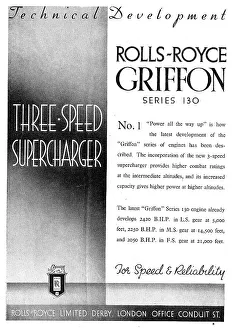 Technical Development
ROLLS-ROYCE
GRIFFON
SERIES 130
THREE-SPEED
SUPERCHARGER
No. 1 "Power all the way up" is how
the latest development of the
"Griffon" series of engines has been des-
cribed. The incorporation of the new 3-speed
supercharger provides higher combat ratings
at the intermediate altitudes, and its increased
capacity gives higher power at higher altitudes.
The latest "Griffon" Series 130 engine already
develops 2420 B.H.P. in L.S. gear at 5,000
feet, 2250 B.H.P. in M.S. gear at 14,500 feet,
and 2050 B.H.P. in F.S. gear at 21,000 feet.
For Speed & Reliability
ROLLS-ROYCE LIMITED DERBY, LONDON OFFICE CONDUIT ST.